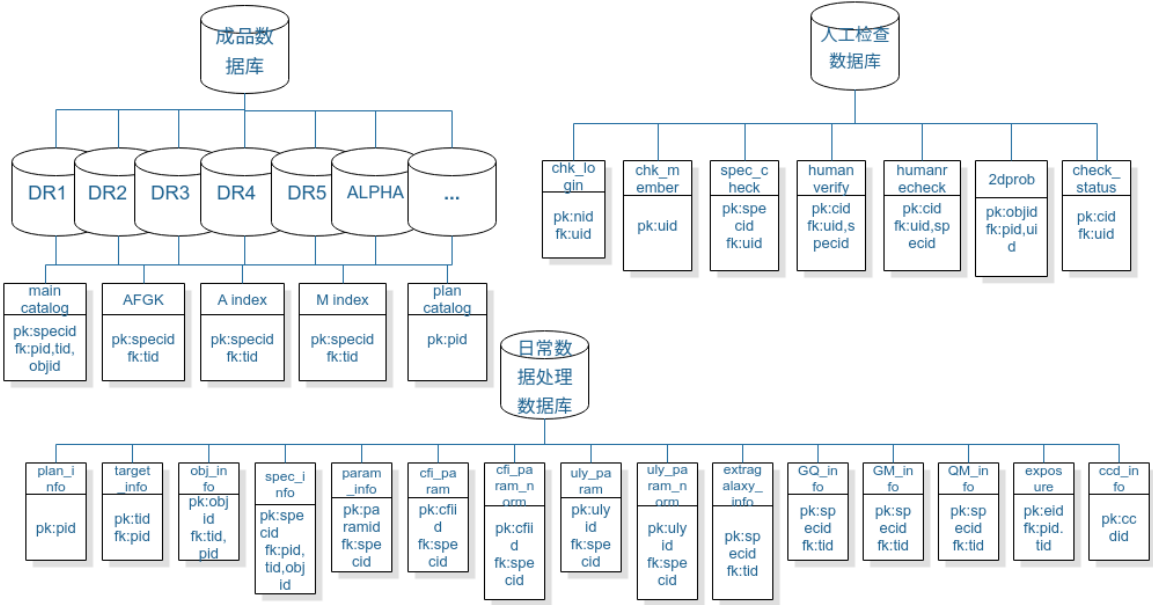 成品数
据库
DR1
DR2
DR3
DR4
DR5
ALPHA
...
main
catalog
pk:specid
fk:pid,tid,
objid
AFGK
pk:specid
fk:tid
A index
pk:specid
fk:tid
M index
pk:specid
fk:tid
plan
catalog
pk:pid
人工检查
数据库
chk_lo
gin
pk:nid
fk:uid
chk_m
ember
pk:uid
spec_c
heck
pk:spe
cid
fk:uid
human
verify
pk:cid
fk:uid,s
pecid
humanr
echeck
pk:cid
fk:uid,sp
ecid
2dprob
pk:objid
fk:pid,ui
d
check_
status
pk:cid
fk:uid
日常数
据处理
数据库
plan_i
nfo
pk:pid
target
_info
pk:tid
fk:pid
obj_in
fo
pk:obj
id
fk:tid,
pid
spec_i
nfo
pk:spe
cid
fk:pid,
tid,obj
id
param
_info
pk:pa
ramid
fk:spe
cid
cfi_pa
ram
pk:cfii
d
fk:spe
cid
cfi_pa
ram_n
orm
pk:cfii
d
fk:spe
cid
uly_pa
ram
pk:uly
id
fk:spe
cid
uly_pa
ram_n
orm
pk:uly
id
fk:spe
cid
extrag
alaxy_
info
pk:sp
ecid
fk:tid
GQ_in
fo
pk:sp
ecid
fk:tid
GM_in
fo
pk:sp
ecid
fk:tid
QM_in
fo
pk:sp
ecid
fk:tid
expos
ure
pk:eid
fk:pid.
tid
ccd_in
fo
pk:cc
did